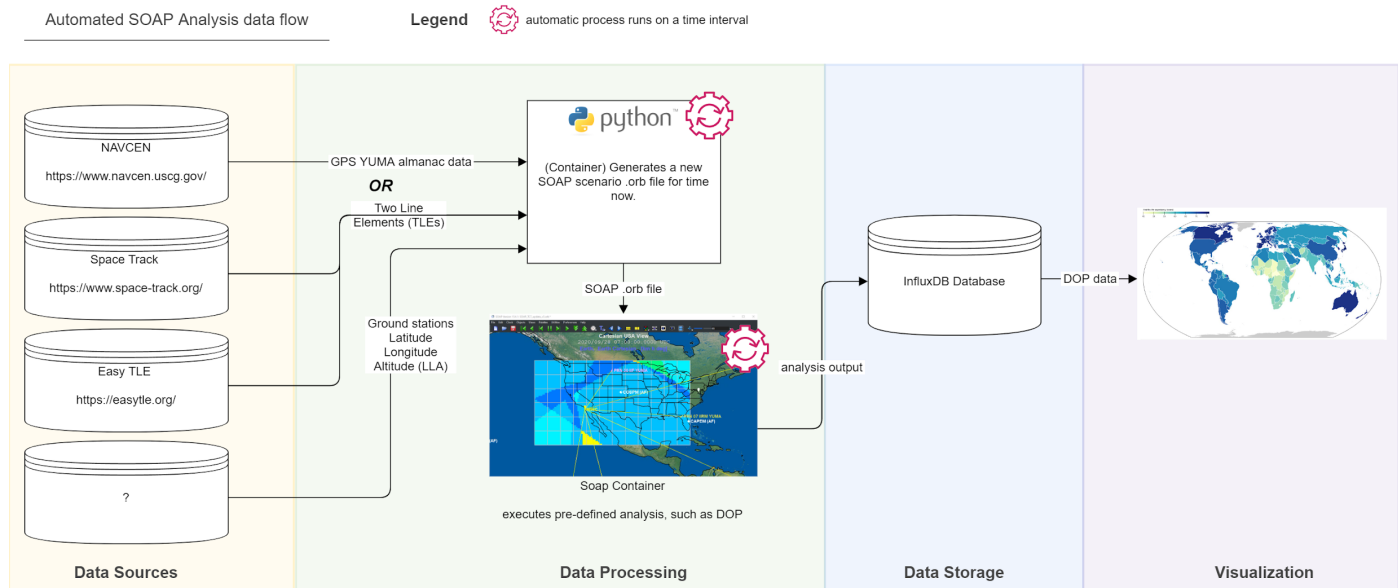 Automated SOAP Analysis data flow
Legend
automatic process runs on a time interval
NAVCEN
https://www.navcen.uscg.gov/
Space Track
https://www.space-track.org/
Easy TLE
https://easytle.org/
?
Data Sources
GPS YUMA almanac data
OR
Two Line
Elements (TLEs)
Ground stations
Latitude
Longitude
Altitude (LLA)
python
(Container) Generates a new
SOAP scenario .orb file for time
now.
SOAP .orb file
Cartesian USA View
Soap Container
executes pre-defined analysis, such as DOP
Data Processing
analysis output
InfluxDB Database
Data Storage
DOP data
Visualization